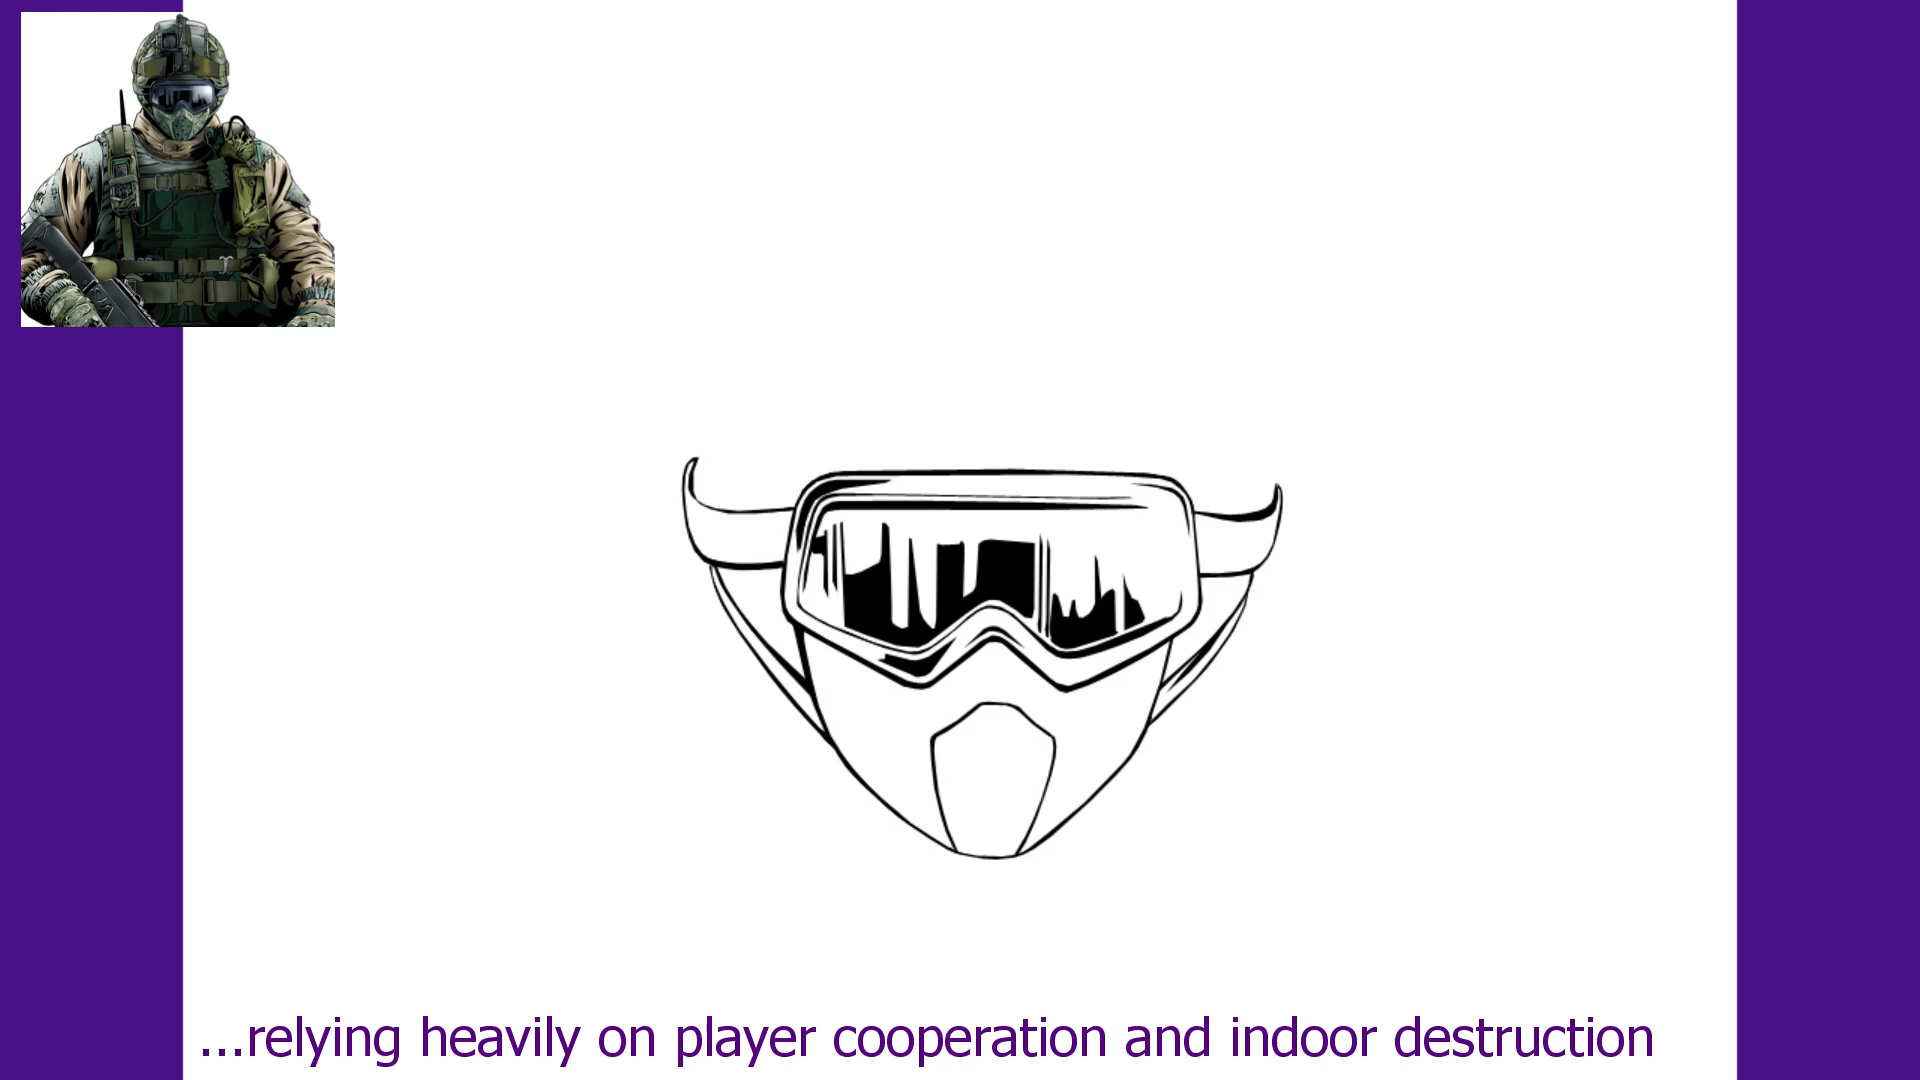 ...relying heavily on player cooperation and indoor destruction